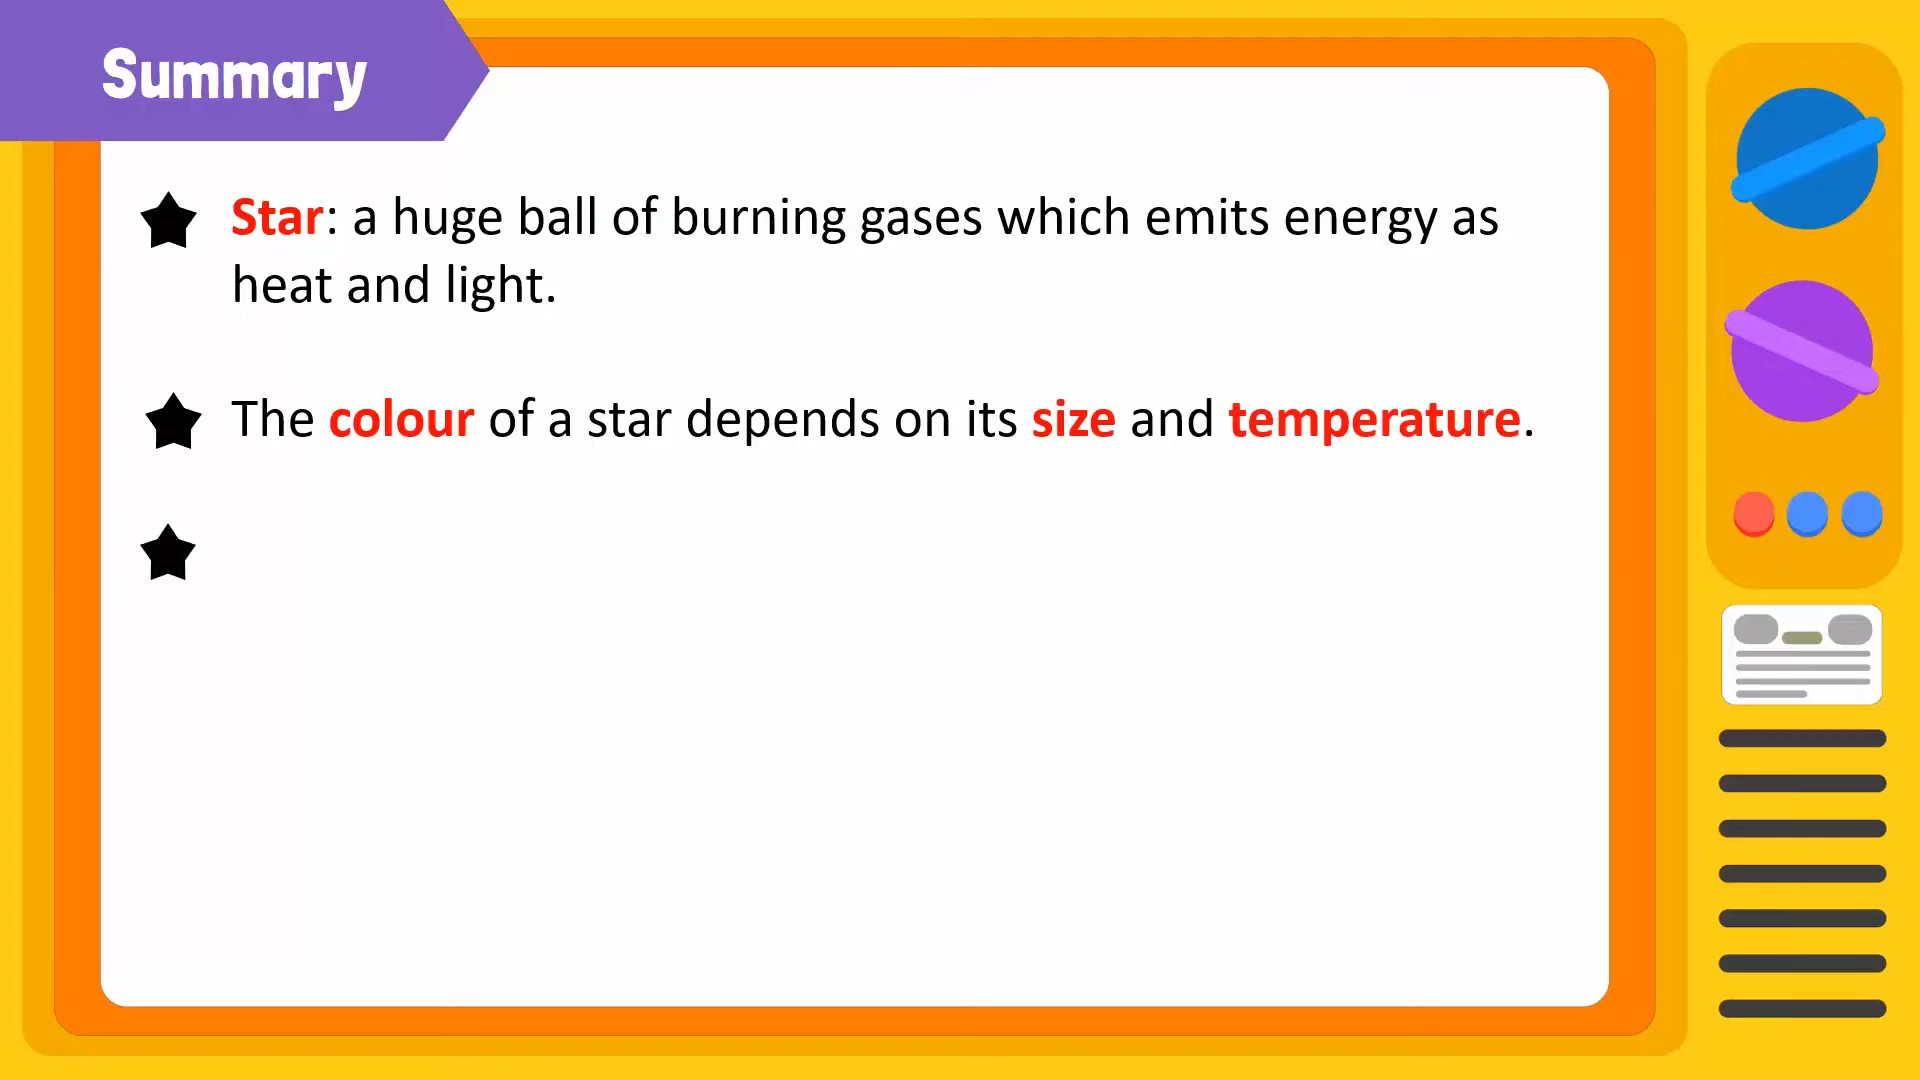 Summary
Star: a huge ball of burning gases which emits energy as
heat and light.
The colour of a star depends on its size and temperature.